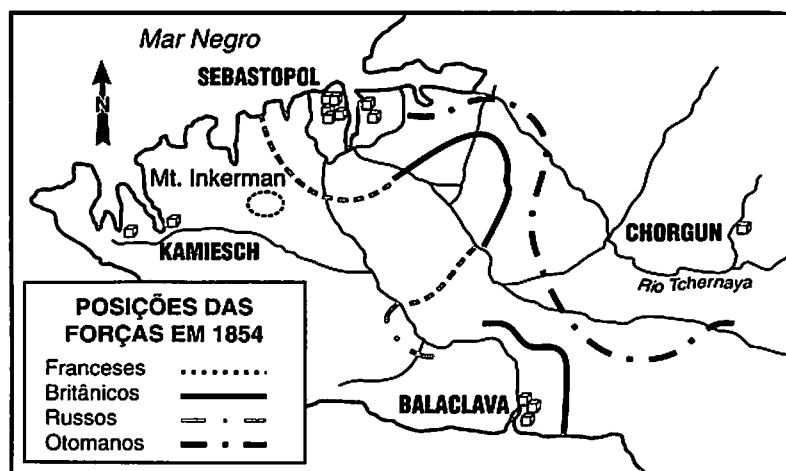 Mar Negro
SEBASTOPOL
N
Mt. Inkerman
KAMIESCH
CHORGUN
Rio Tchernaya
POSIÇÕES DAS
FORÇAS EM 1854
Franceses
Britânicos
Russos
Otomanos
BALACLAVA